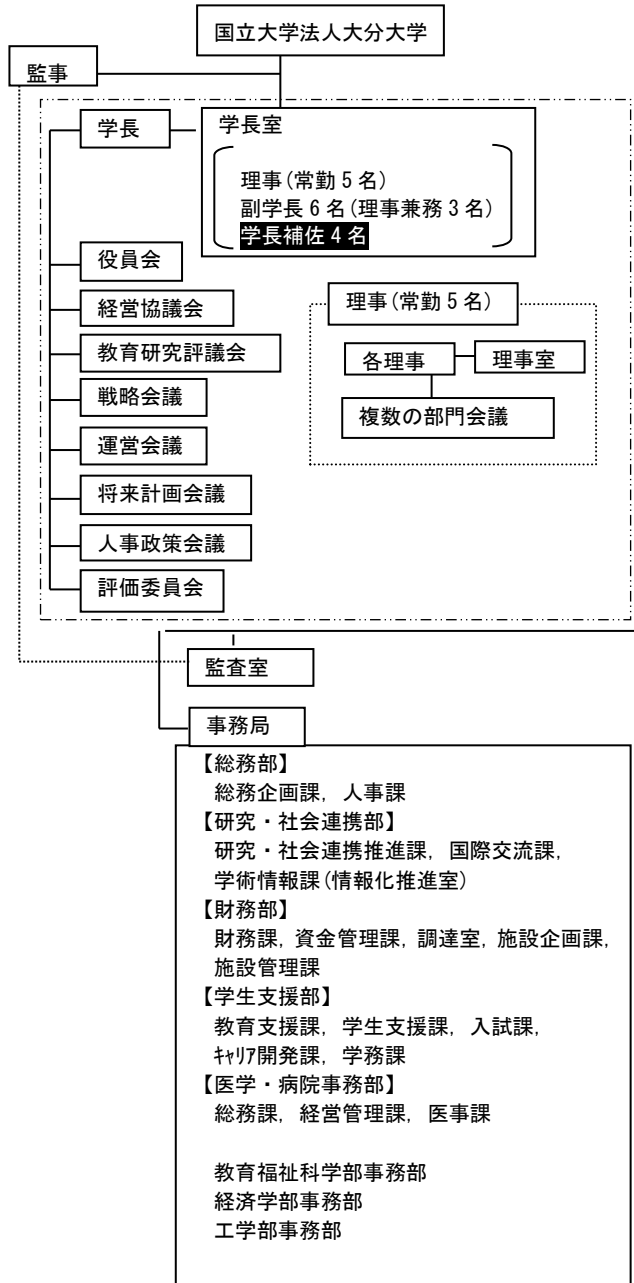 国立大学法人大分大学
監事
学長
学長室
理事(常勤5名)
副学長6名(理事兼務3名)
学長補佐4名
役員会
経営協議会
教育研究評議会
戦略会議
運営会議
将来計画会議
人事政策会議
評価委員会
理事(常勤5名)
各理事
理事室
複数の部門会議
監査室
事務局
【総務部】
総務企画課, 人事課
【研究・社会連携部】
研究・社会連携推進課, 国際交流課,
学術情報課(情報化推進室)
【財務部】
財務課, 資金管理課, 調達室, 施設企画課,
施設管理課
【学生支援部】
教育支援課, 学生支援課, 入試課,
ｷｬﾘｱ開発課, 学務課
【医学・病院事務部】
総務課, 経営管理課, 医事課
教育福祉科学部事務部
経済学部事務部
工学部事務部